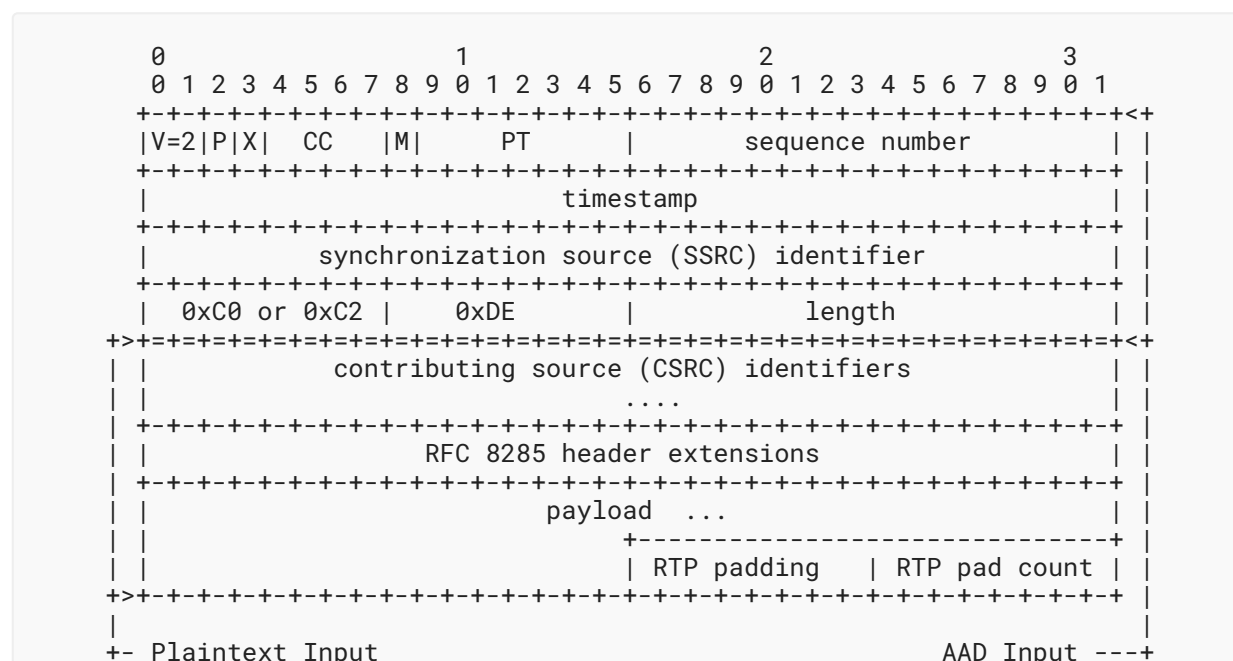 0                   1                   2                   3
 0 1 2 3 4 5 6 7 8 9 0 1 2 3 4 5 6 7 8 9 0 1 2 3 4 5 6 7 8 9 0 1
+-+-+-+-+-+-+-+-+-+-+-+-+-+-+-+-+-+-+-+-+-+-+-+-+-+-+-+-+-+-+-+-+<+
|V=2|P|X|  CC   |M|     PT      |       sequence number         | |
+-+-+-+-+-+-+-+-+-+-+-+-+-+-+-+-+-+-+-+-+-+-+-+-+-+-+-+-+-+-+-+-+ |
|                           timestamp                           | |
+-+-+-+-+-+-+-+-+-+-+-+-+-+-+-+-+-+-+-+-+-+-+-+-+-+-+-+-+-+-+-+-+ |
|           synchronization source (SSRC) identifier            | |
+-+-+-+-+-+-+-+-+-+-+-+-+-+-+-+-+-+-+-+-+-+-+-+-+-+-+-+-+-+-+-+-+ |
|  0xC0 or 0xC2 |    0xDE       |           length              | |
+>+=+=+=+=+=+=+=+=+=+=+=+=+=+=+=+=+=+=+=+=+=+=+=+=+=+=+=+=+=+=+=+=+<+
| |            contributing source (CSRC) identifiers             | |
| |                               ....                            | |
| +-+-+-+-+-+-+-+-+-+-+-+-+-+-+-+-+-+-+-+-+-+-+-+-+-+-+-+-+-+-+-+-+ |
| |                  RFC 8285 header extensions                   | |
| +-+-+-+-+-+-+-+-+-+-+-+-+-+-+-+-+-+-+-+-+-+-+-+-+-+-+-+-+-+-+-+-+ |
| |                          payload  ...                         | |
| |                               +-------------------------------+ |
| |                               | RTP padding   | RTP pad count | |
+>+-+-+-+-+-+-+-+-+-+-+-+-+-+-+-+-+-+-+-+-+-+-+-+-+-+-+-+-+-+-+-+-+ |
|                                                                    |
+- Plaintext Input                                     AAD Input ---+